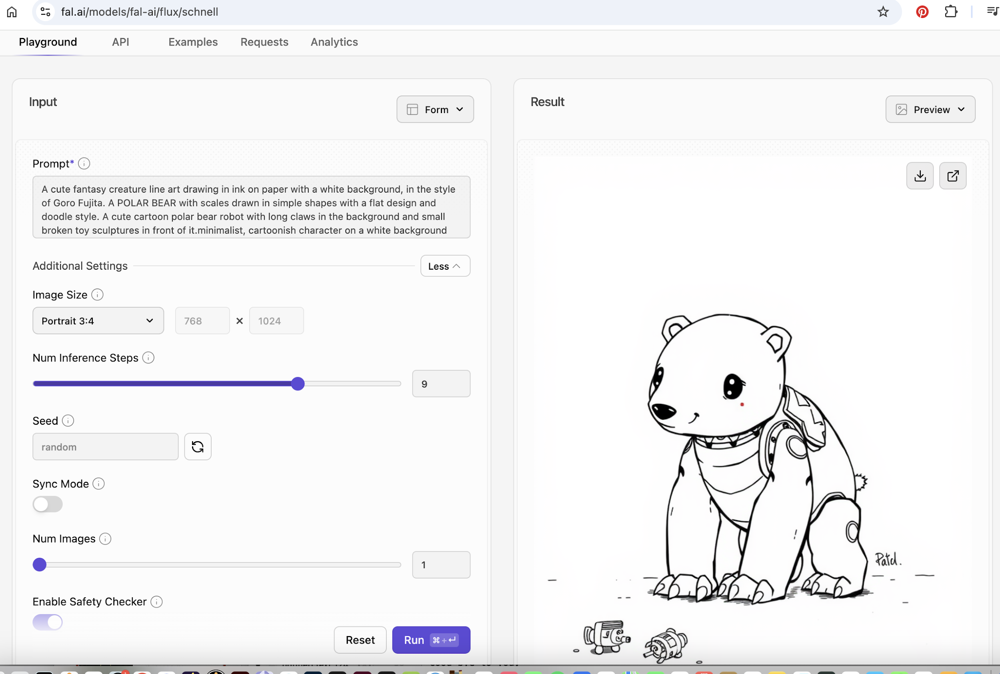 fal.ai/models/fal-ai/flux/schnell
Playground API Examples Requests Analytics
Input
Form
Prompt*
A cute fantasy creature line art drawing in ink on paper with a white background, in the style
of Goro Fujita. A POLAR BEAR with scales drawn in simple shapes with a flat design and
doodle style. A cute cartoon polar bear robot with long claws in the background and small
broken toy sculptures in front of it.minimalist, cartoonish character on a white background
Additional Settings
Less
Image Size
Portrait 3:4
768 × 1024
Num Inference Steps
9
Seed
random
Sync Mode
Num Images
1
Enable Safety Checker
Reset
Run ⌘+↵
Result
Preview